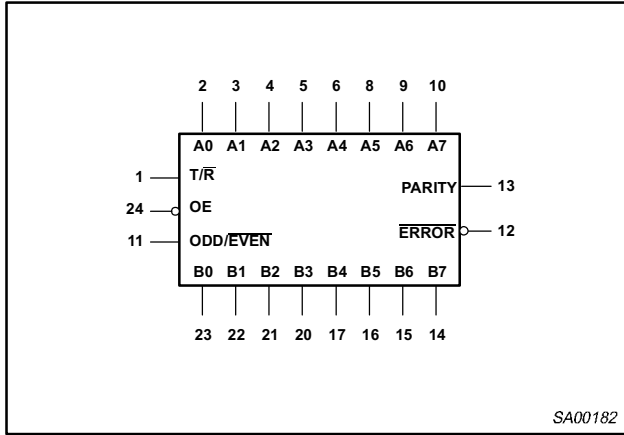 2 3 4 5 6 8 9 10
A0 A1 A2 A3 A4 A5 A6 A7
1 T/R̅
PARITY 13
24 OE
E̅R̅R̅O̅R̅ 12
11 ODD/E̅V̅E̅N̅
B0 B1 B2 B3 B4 B5 B6 B7
23 22 21 20 17 16 15 14
SA00182